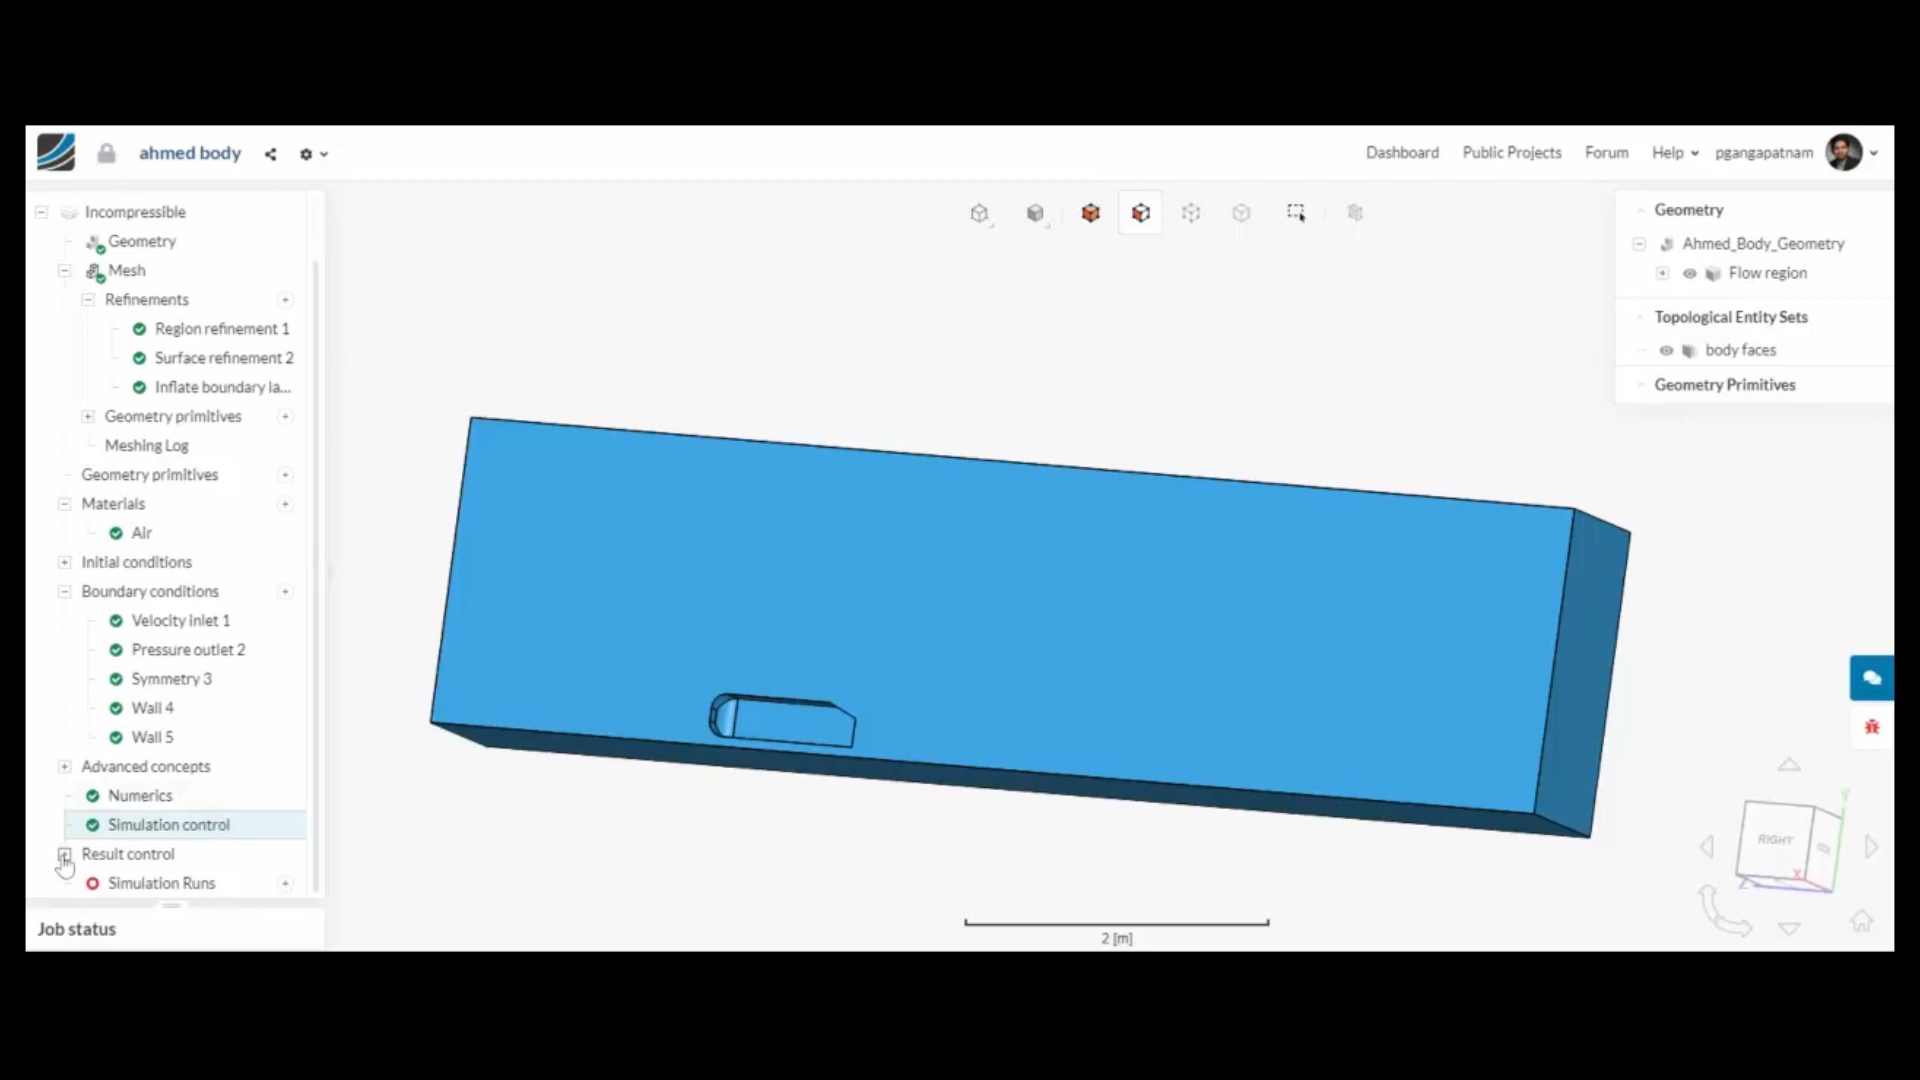 ahmed body
Dashboard
Public Projects
Forum
Help
pgangapatnam
Incompressible
Geometry
Mesh
Refinements
Region refinement 1
Surface refinement 2
Inflate boundary la...
Geometry primitives
Meshing Log
Geometry primitives
Materials
Air
Initial conditions
Boundary conditions
Velocity inlet 1
Pressure outlet 2
Symmetry 3
Wall 4
Wall 5
Advanced concepts
Numerics
Simulation control
Result control
Simulation Runs
Job status
Geometry
Ahmed_Body_Geometry
Flow region
Topological Entity Sets
body faces
Geometry Primitives
2 [m]
RIGHT
Y
X
Z